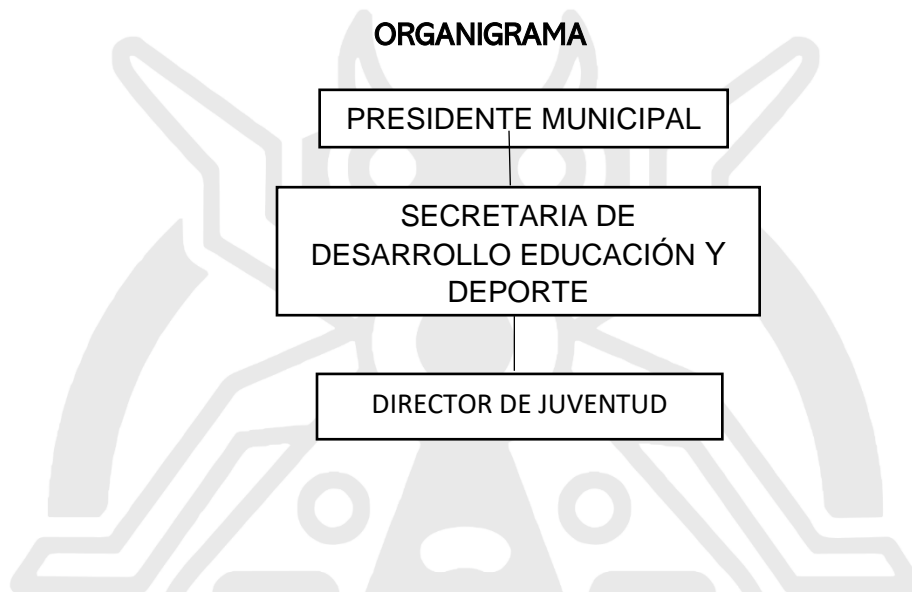 ORGANIGRAMA
PRESIDENTE MUNICIPAL
SECRETARIA DE
DESARROLLO EDUCACIÓN Y
DEPORTE
DIRECTOR DE JUVENTUD